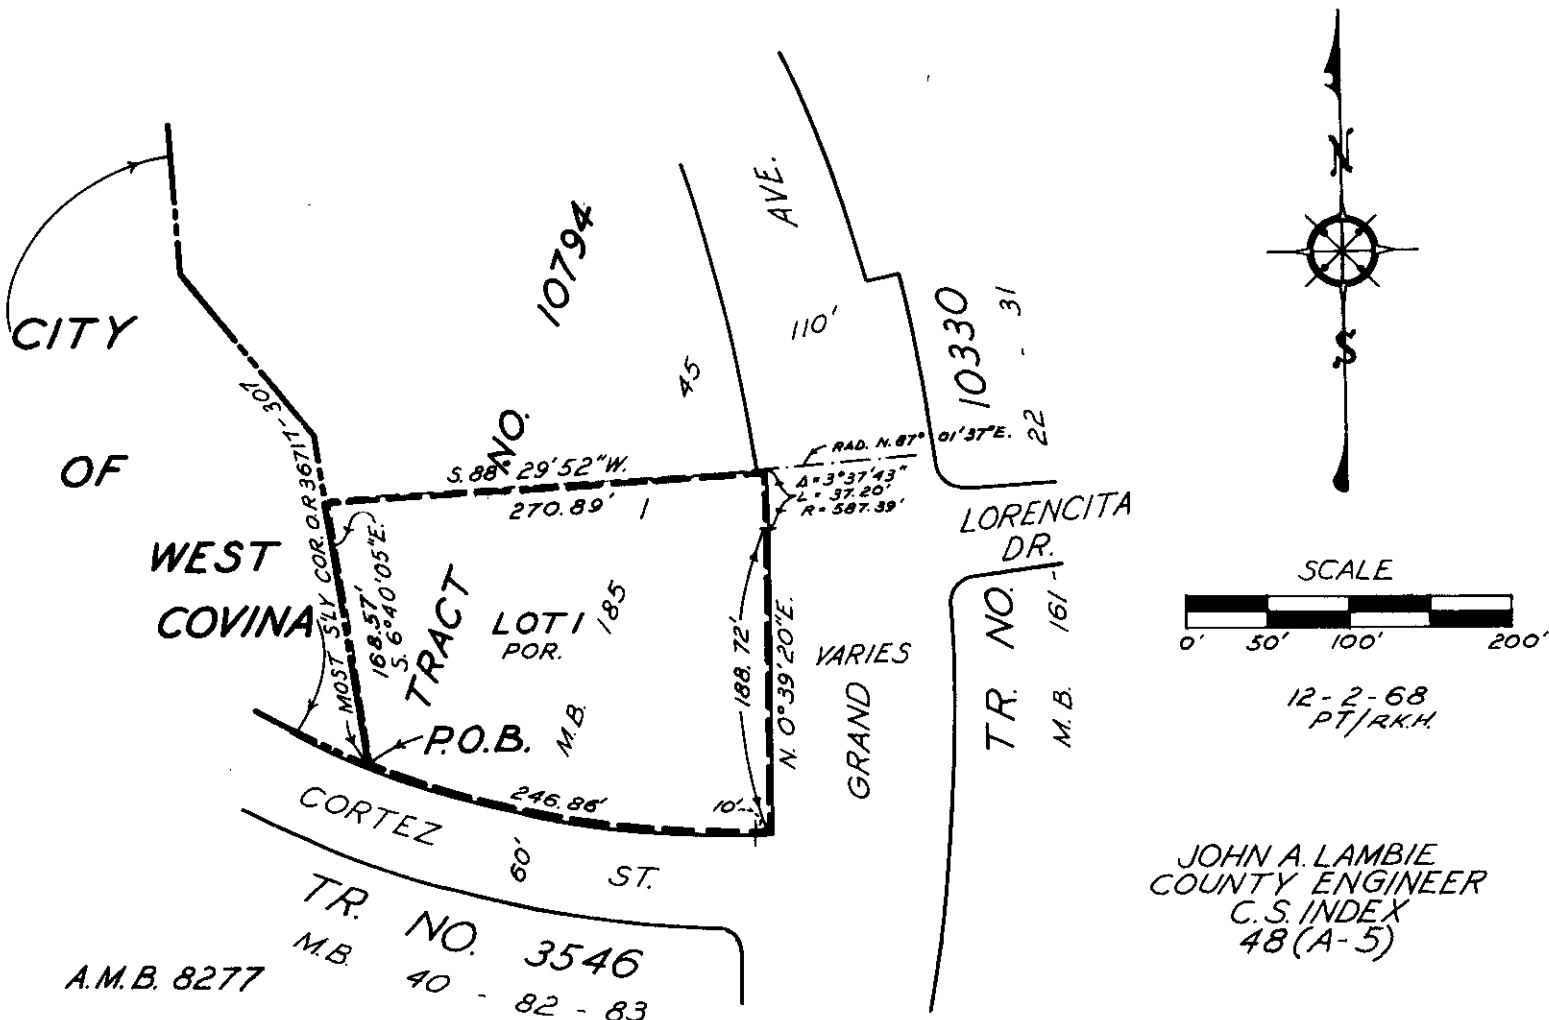 CITY
OF
WEST
COVINA
TRACT NO. 10794
M.B. 185 1 45
MOST S'LY COR. O.R 36717-307
S. 88° 29' 52" W.
270.89'
168.57'
S. 6° 40' 05" E.
LOT 1
POR.
P.O.B.
246.86'
10'
188.72'
N. 0° 39' 20" E.
RAD. N. 87° 01' 37" E.
Δ = 3° 37' 43"
L = 37.20'
R = 587.39'
110'
VARIES
GRAND AVE.
LORENCITA
DR.
TR. NO. 10330
M.B. 161 - 22 - 31
CORTEZ ST.
60'
TR. NO. 3546
M.B. 40 - 82 - 83
A.M.B. 8277
N
S
SCALE
0' 50' 100' 200'
12-2-68
PT/RKH.
JOHN A. LAMBIE
COUNTY ENGINEER
C.S. INDEX
48 (A-5)